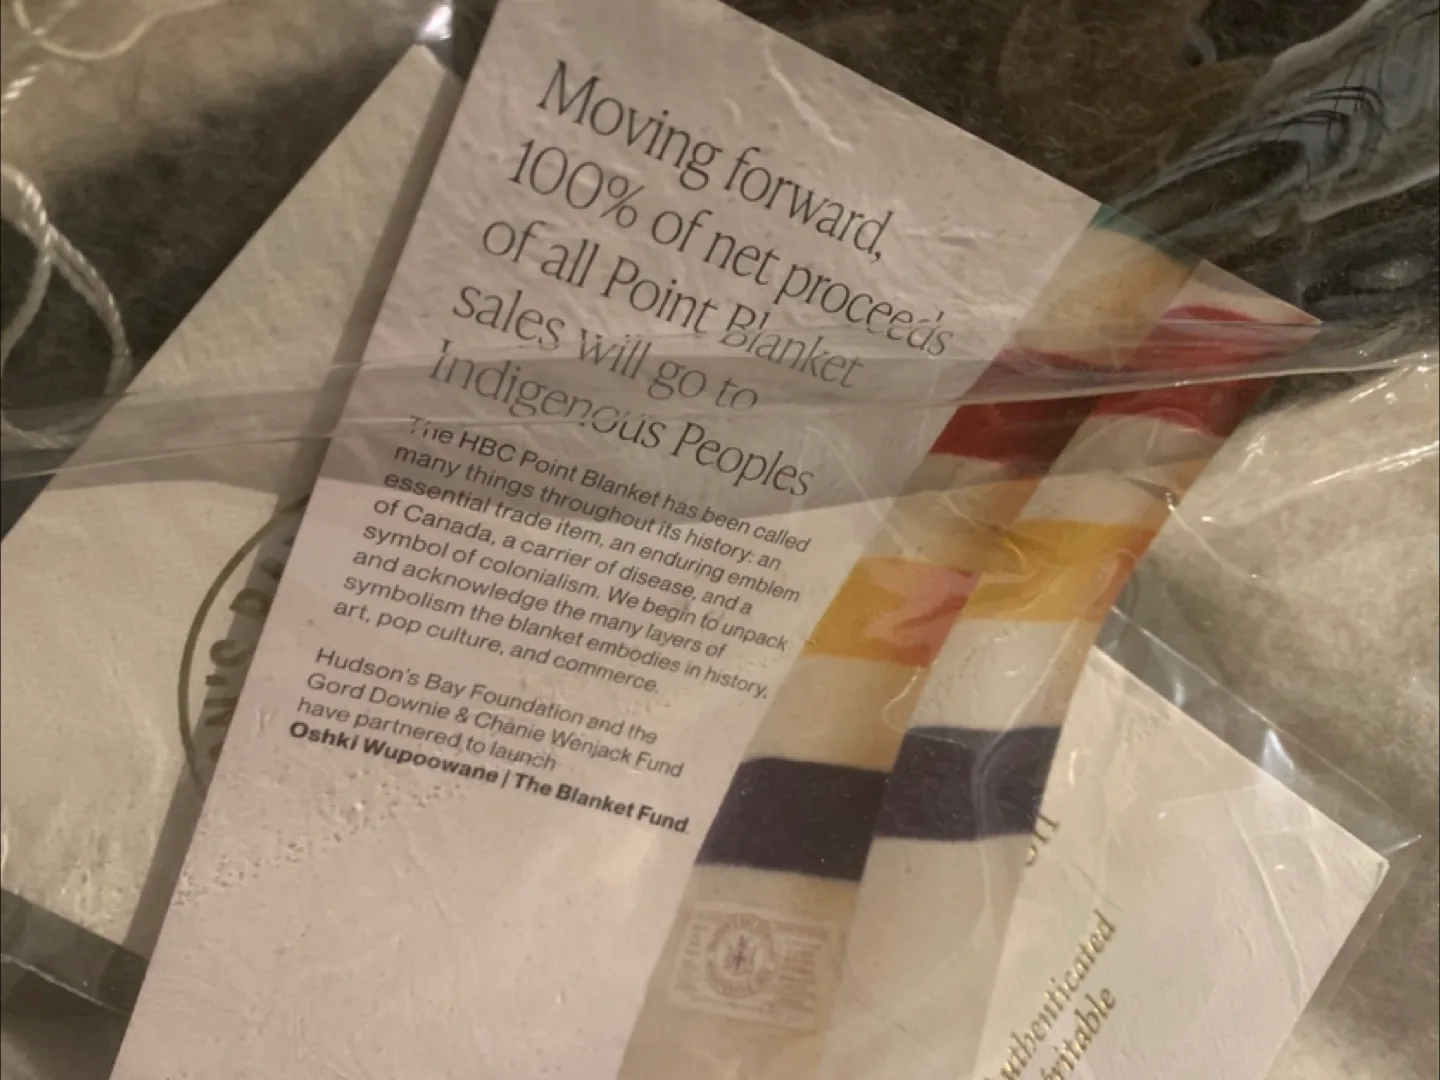 Moving forward,
100% of net proceeds
of all Point Blanket
sales will go to
Indigenous Peoples
The HBC Point Blanket has been called
many things throughout its history: an
essential trade item, an enduring emblem
of Canada, a carrier of disease, and a
symbol of colonialism. We begin to unpack
and acknowledge the many layers of
symbolism the blanket embodies in history,
art, pop culture, and commerce.
Hudson's Bay Foundation and the
Gord Downie & Chanie Wenjack Fund
have partnered to launch
Oshki Wupoowane | The Blanket Fund.